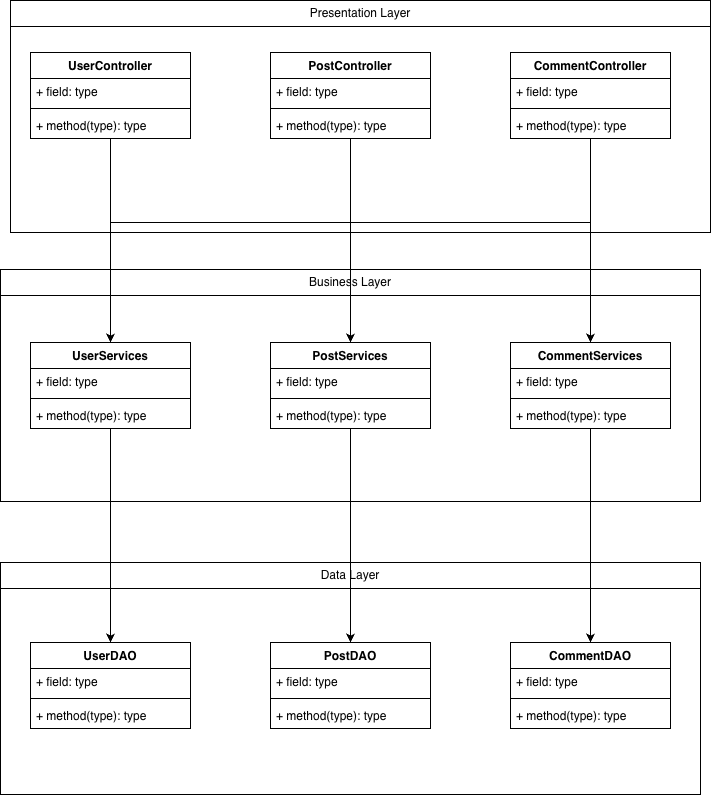 Presentation Layer
UserController
PostController
CommentController
+ field: type
+ field: type
+ field: type
+ method(type): type
+ method(type): type
+ method(type): type
Business Layer
UserServices
PostServices
CommentServices
+ field: type
+ field: type
+ field: type
+ method(type): type
+ method(type): type
+ method(type): type
Data Layer
UserDAO
PostDAO
CommentDAO
+ field: type
+ field: type
+ field: type
+ method(type): type
+ method(type): type
+ method(type): type